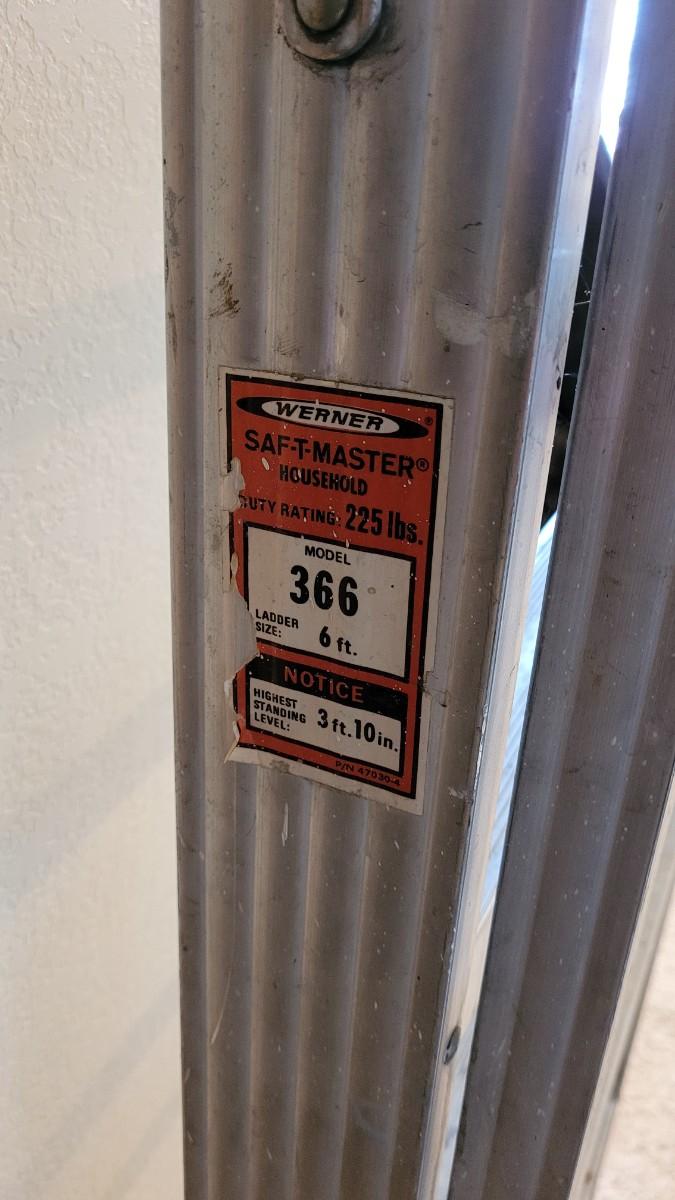 WERNER®
SAF-T-MASTER®
HOUSEHOLD
UTY RATING: 225 lbs.
MODEL
366
LADDER
SIZE: 6 ft.
NOTICE
HIGHEST
STANDING
LEVEL: 3 ft. 10 in.
P/N 47030-4